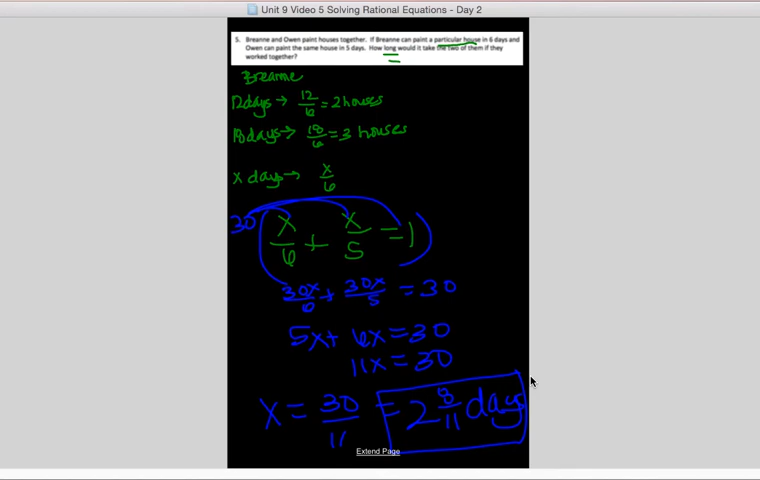 Unit 9 Video 5 Solving Rational Equations - Day 2
5. Breanne and Owen paint houses together. If Breanne can paint a particular house in 6 days and
Owen can paint the same house in 5 days. How long would it take the two of them if they
worked together?
Breanne
12 days → 12/6 = 2 houses
18 days → 18/6 = 3 houses
x days → x/6
30 ( x/6 + x/5 = 1 )
30x/6 + 30x/5 = 30
5x + 6x = 30
11x = 30
x = 30/11 = 2 8/11 days
Extend Page